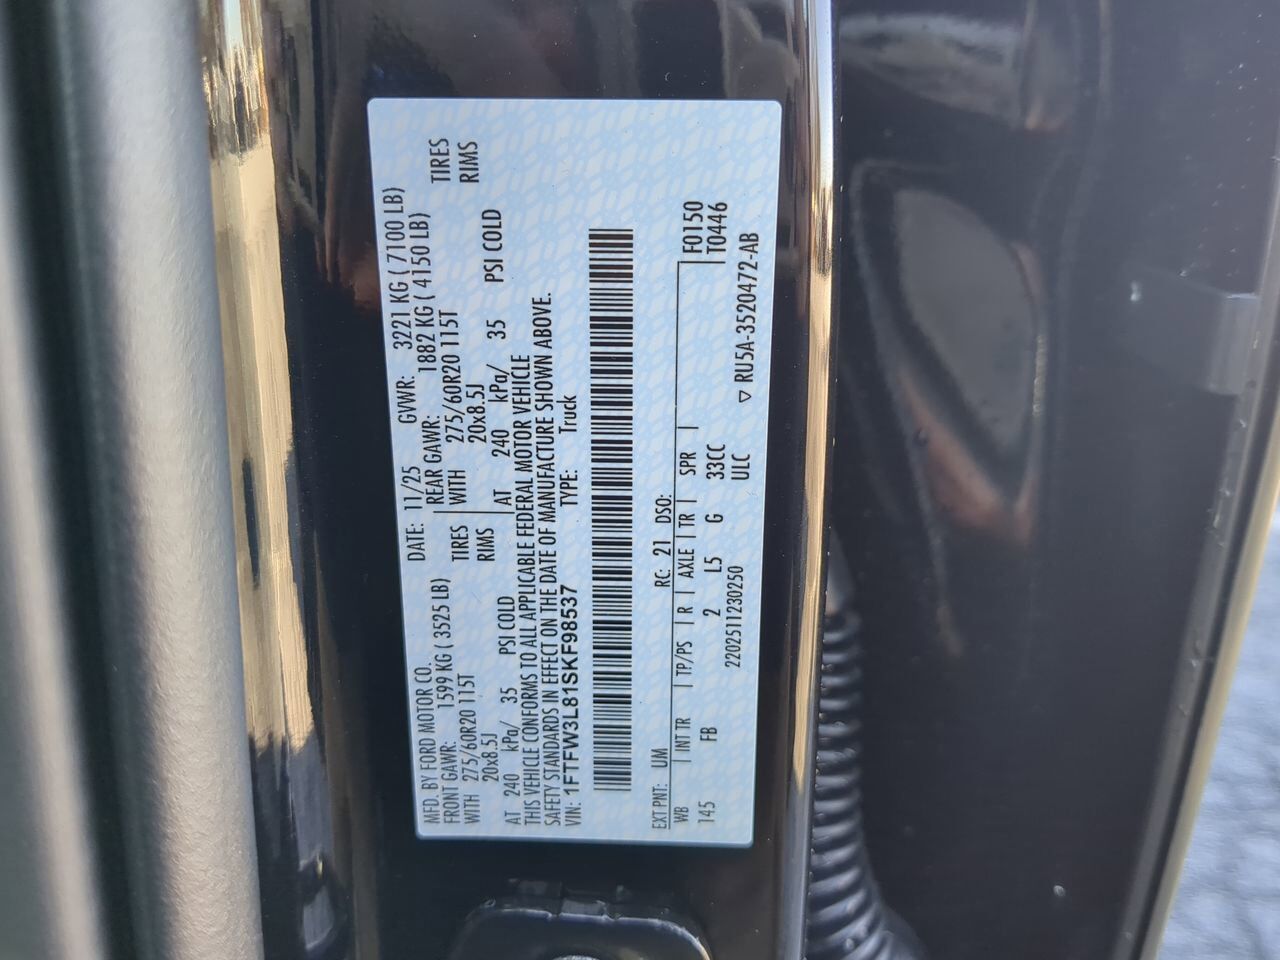 MFD. BY FORD MOTOR CO. DATE: 11/25 GVWR: 3221 KG ( 7100 LB)
FRONT GAWR: 1599 KG ( 3525 LB) REAR GAWR: 1882 KG ( 4150 LB)
WITH 275/60R20 115T TIRES WITH 275/60R20 115T TIRES
20x8.5J RIMS 20x8.5J RIMS
AT 240 kPa/ 35 PSI COLD AT 240 kPa/ 35 PSI COLD
THIS VEHICLE CONFORMS TO ALL APPLICABLE FEDERAL MOTOR VEHICLE
SAFETY STANDARDS IN EFFECT ON THE DATE OF MANUFACTURE SHOWN ABOVE.
VIN: 1FTFW3L81SKF98537 TYPE: Truck
EXT PNT: UM RC: 21 DSO: F0150
WB | INT TR | TP/PS | R | AXLE | TR | SPR | T0446
145 FB 2 L5 G 33CC
2202511230250 ULC ▽ RU5A-3520472-AB